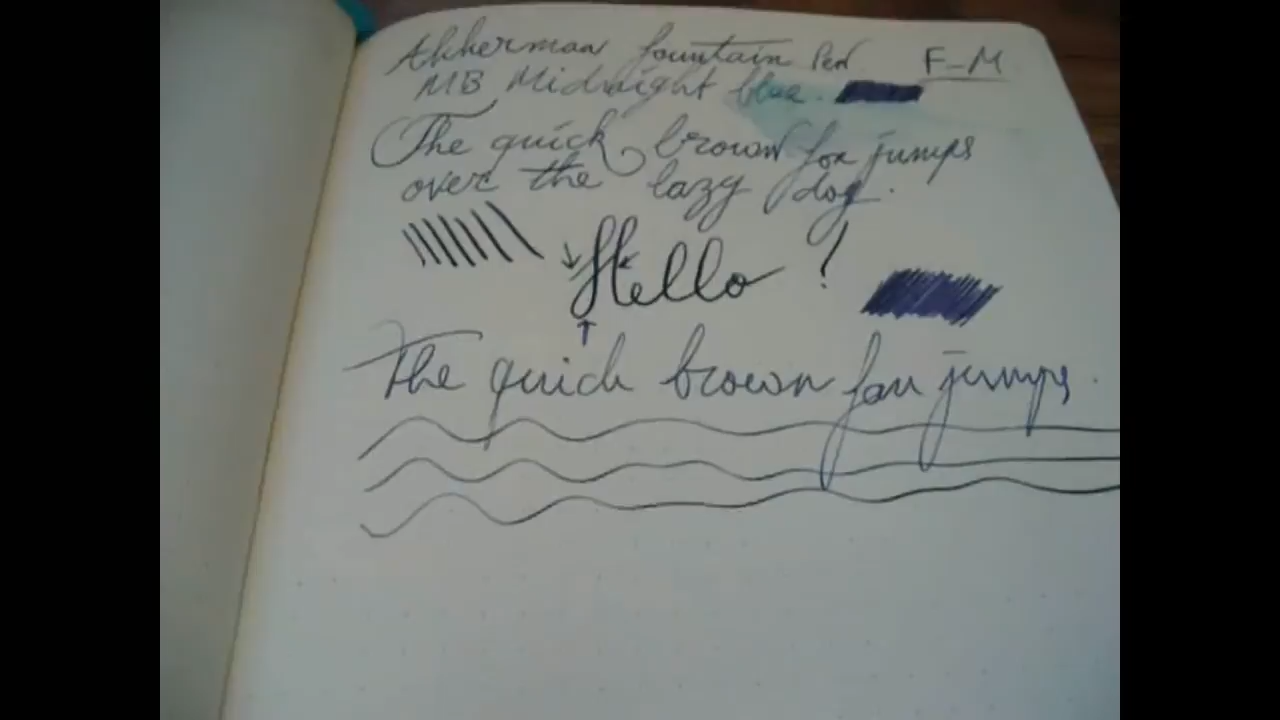 Akkerman fountain Pen F-M
MB Midnight blue.
The quick brown fox jumps
over the lazy dog.
Hello !
The quick brown fox jumps.